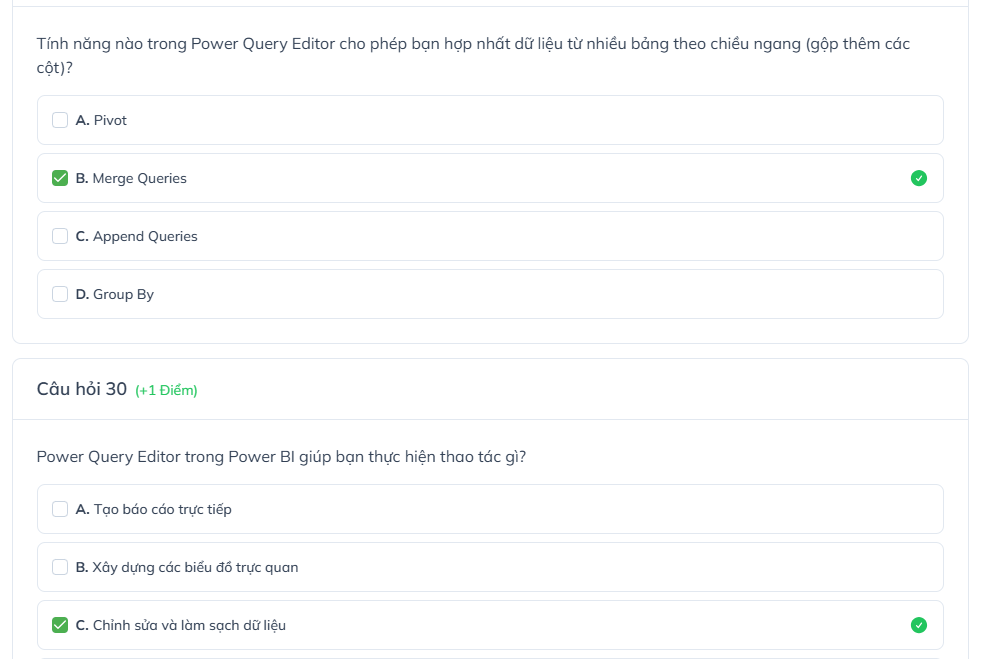 Tính năng nào trong Power Query Editor cho phép bạn hợp nhất dữ liệu từ nhiều bảng theo chiều ngang (gộp thêm các
cột)?
A. Pivot
B. Merge Queries
C. Append Queries
D. Group By
Câu hỏi 30 (+1 Điểm)
Power Query Editor trong Power BI giúp bạn thực hiện thao tác gì?
A. Tạo báo cáo trực tiếp
B. Xây dựng các biểu đồ trực quan
C. Chỉnh sửa và làm sạch dữ liệu